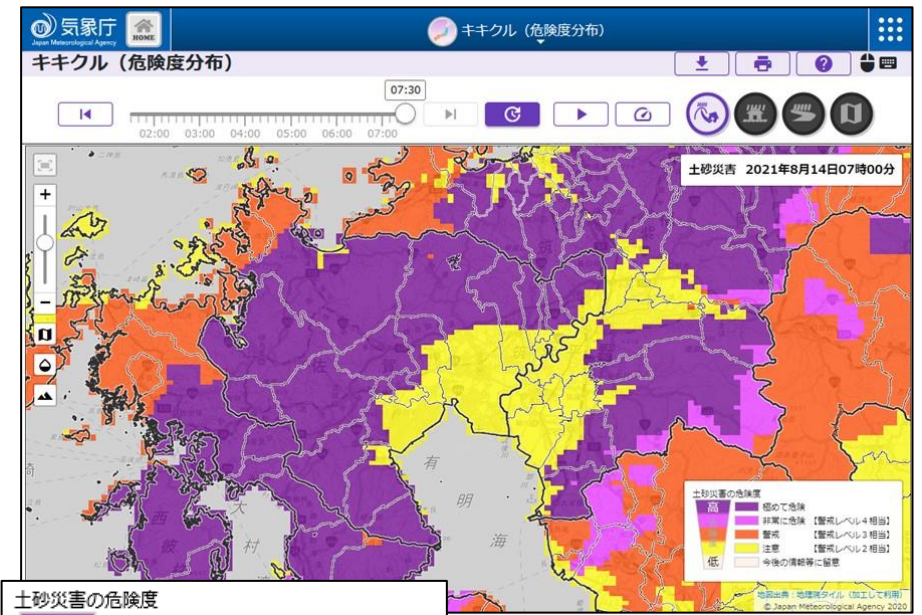 気象庁
Japan Meteorological Agency
HOME
キキクル（危険度分布）
キキクル（危険度分布）
07:30
02:00 03:00 04:00 05:00 06:00 07:00
土砂災害 2021年8月14日07時00分
有
明
海
大
村
西
彼
佐
筑
土砂災害の危険度
高
極めて危険
非常に危険 【警戒レベル4相当】
警戒 【警戒レベル3相当】
注意 【警戒レベル2相当】
低
今後の情報等に留意
地図出典：地理院タイル（加工して利用）
© Japan Meteorological Agency 2020
土砂災害の危険度